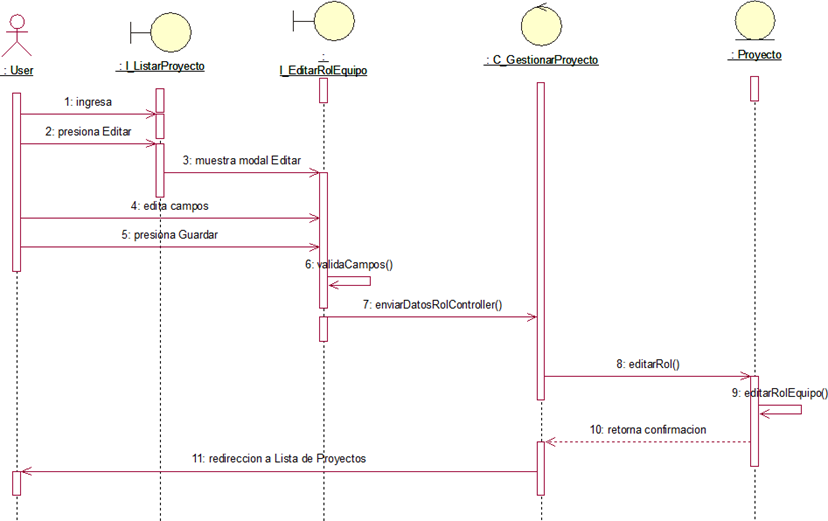 : User
: I_ListarProyecto
:
I_EditarRolEquipo
: C_GestionarProyecto
: Proyecto
1: ingresa
2: presiona Editar
3: muestra modal Editar
4: edita campos
5: presiona Guardar
6: validaCampos()
7: enviarDatosRolController()
8: editarRol()
9: editarRolEquipo()
10: retorna confirmacion
11: redireccion a Lista de Proyectos